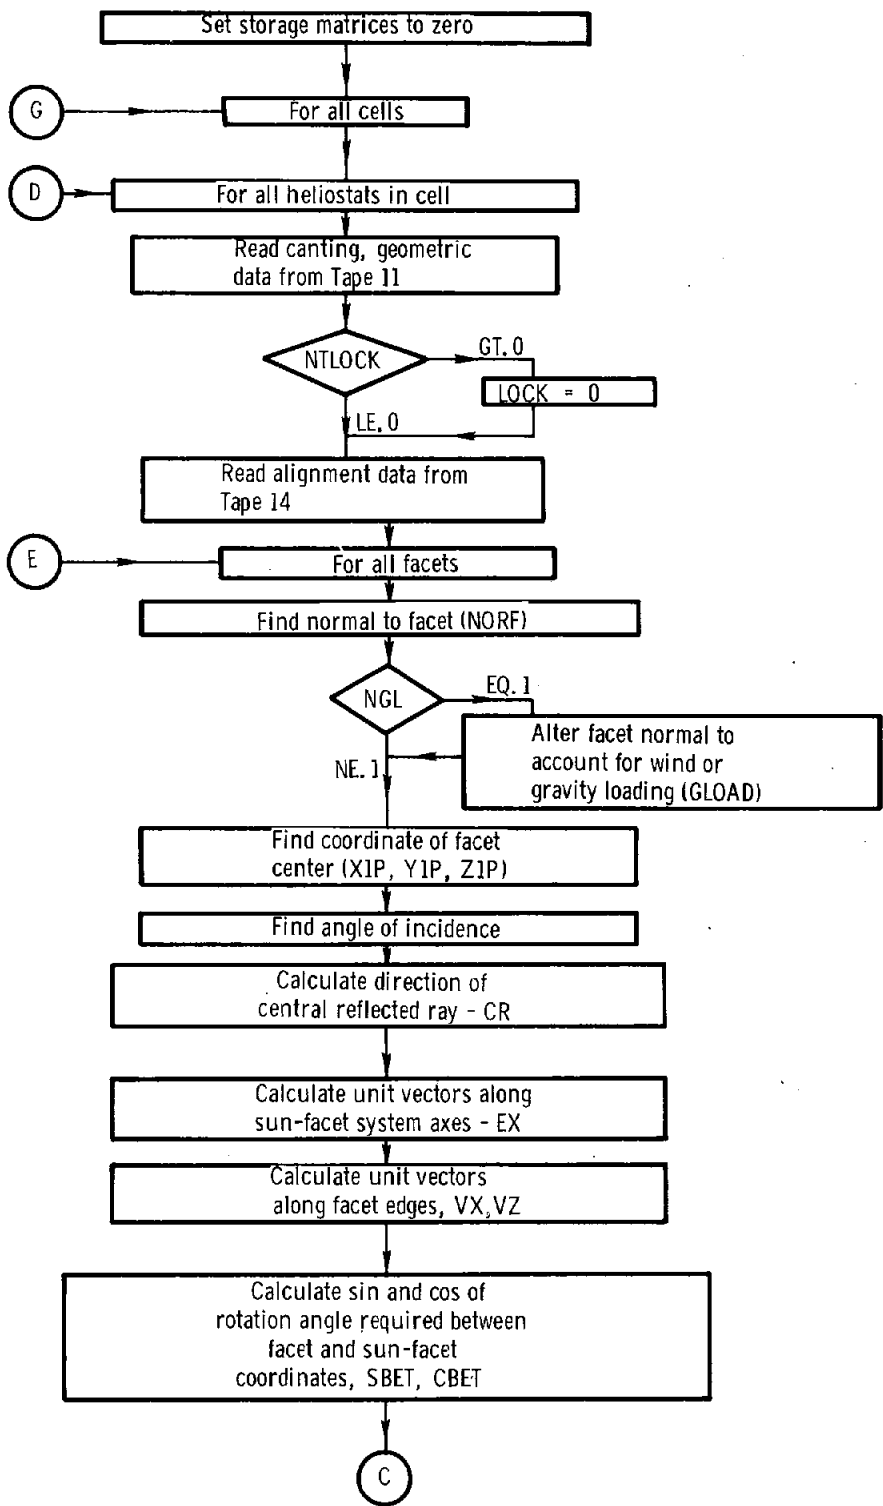 Set storage matrices to zero
G
For all cells
D
For all heliostats in cell
Read canting, geometric
data from Tape 11
NTLOCK
GT. 0
LOCK = 0
LE. 0
Read alignment data from
Tape 14
E
For all facets
Find normal to facet (NORF)
NGL
EQ. 1
Alter facet normal to
account for wind or
gravity loading (GLOAD)
NE. 1
Find coordinate of facet
center (X1P, Y1P, Z1P)
Find angle of incidence
Calculate direction of
central reflected ray - CR
Calculate unit vectors along
sun-facet system axes - EX
Calculate unit vectors
along facet edges, VX, VZ
Calculate sin and cos of
rotation angle required between
facet and sun-facet
coordinates, SBET, CBET
C